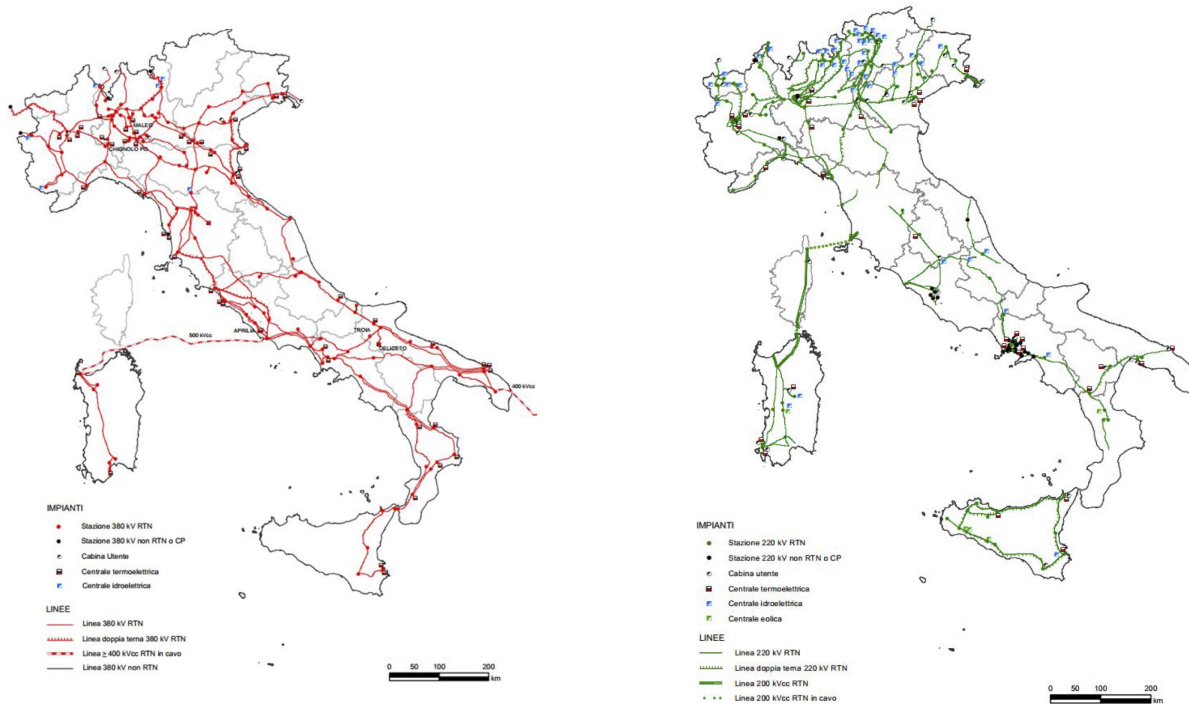 MALEO
CHIGNOLO PO
APRILIA
TROIA
DELICETO
500 kVcc
400 kVcc
IMPIANTI
Stazione 380 kV RTN
Stazione 380 kV non RTN o CP
Cabina Utente
Centrale termoelettrica
Centrale idroelettrica
LINEE
Linea 380 kV RTN
Linea doppia terna 380 kV RTN
Linea ≥ 400 kVcc RTN in cavo
Linea 380 kV non RTN
0 50 100 200
km
IMPIANTI
Stazione 220 kV RTN
Stazione 220 kV non RTN o CP
Cabina utente
Centrale termoelettrica
Centrale idroelettrica
Centrale eolica
LINEE
Linea 220 kV RTN
Linea doppia terna 220 kV RTN
Linea 200 kVcc RTN
Linea 200 kVcc RTN in cavo
0 50 100 200
km